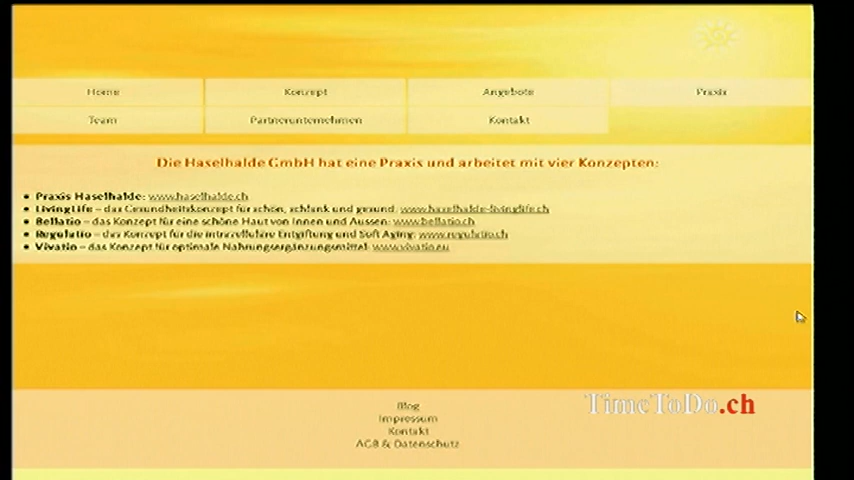 Home Konzept Angebote Praxis
Team Partnerunternehmen Kontakt
Die Haselhalde GmbH hat eine Praxis und arbeitet mit vier Konzepten:
• Praxis Haselhalde: www.haselhalde.ch
• LivingLife – das Gesundheitskonzept für schön, schlank und gesund: www.haselhalde-livinglife.ch
• Bellatio – das Konzept für eine schöne Haut von Innen und Aussen: www.bellatio.ch
• Regulatio – das Konzept für die intrazelluläre Entgiftung und Soft Aging: www.regulatio.ch
• Vivatio – das Konzept für optimale Nahrungsergänzungsmittel: www.vivatio.eu
Blog
Impressum
Kontakt
AGB & Datenschutz
TimeToDo.ch